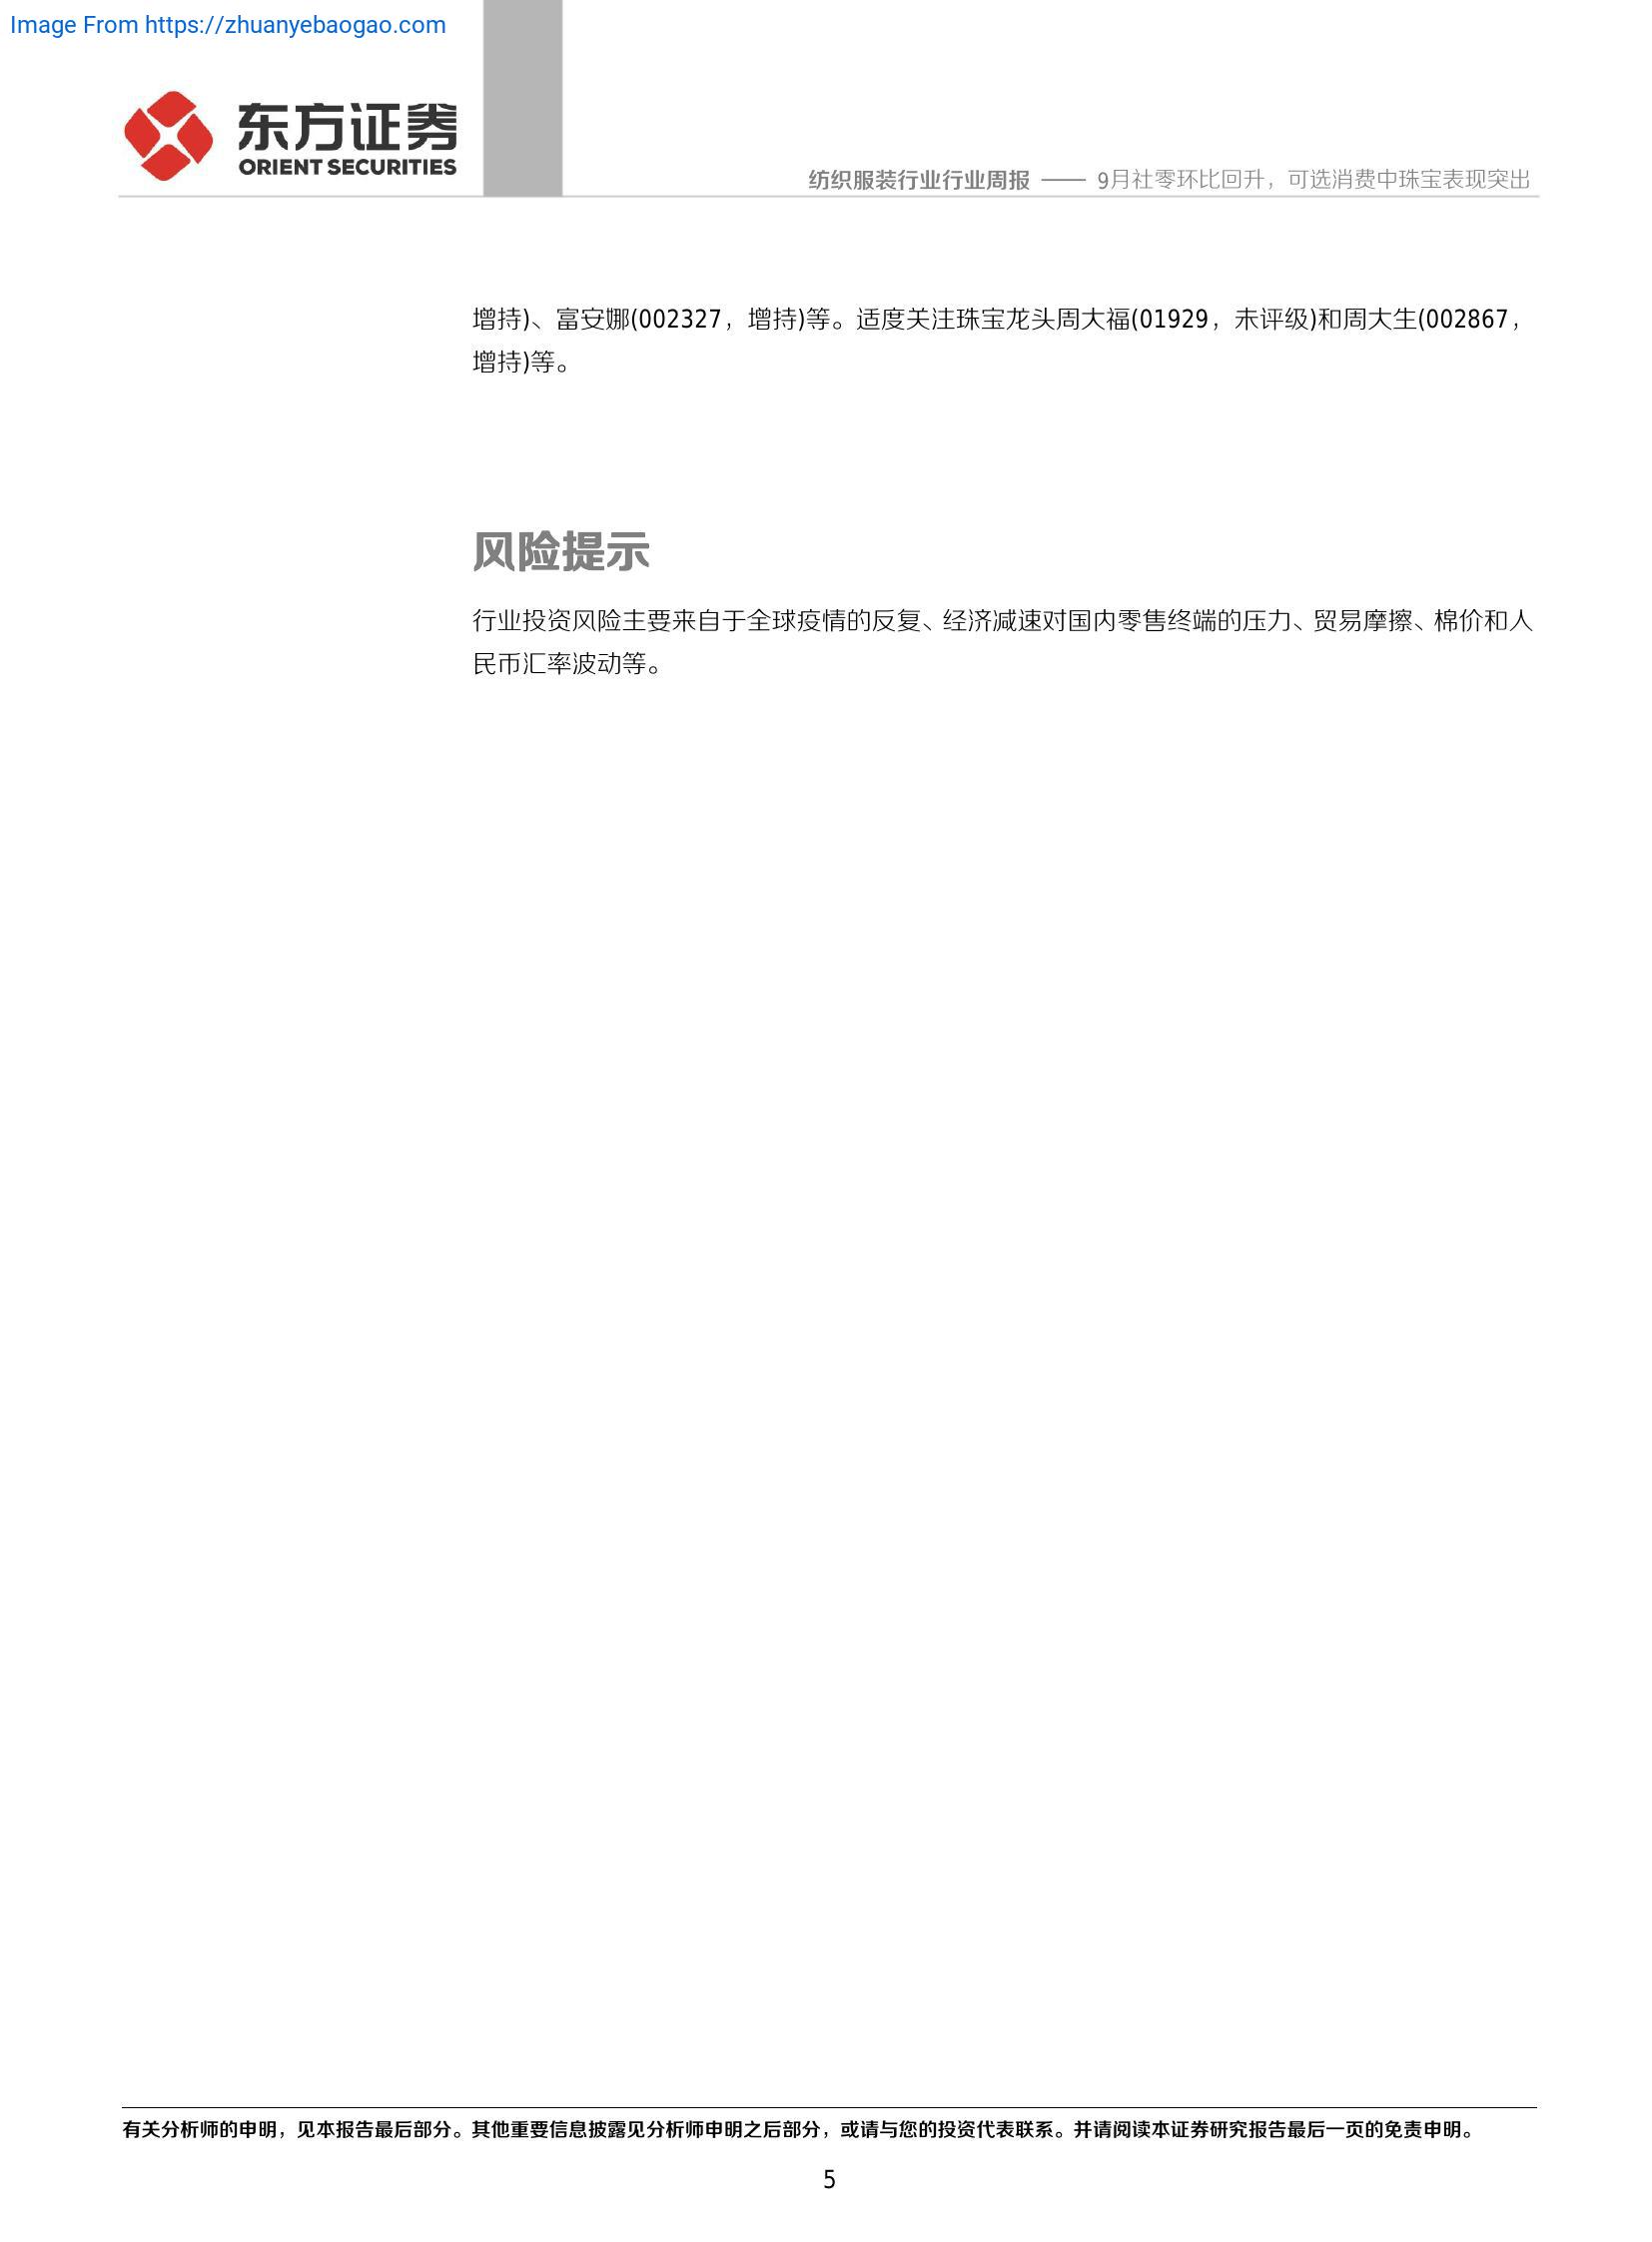 Image From https://zhuanyebaogao.com
东方证券
ORIENT SECURITIES
纺织服装行业行业周报 —— 9月社零环比回升，可选消费中珠宝表现突出
增持)、富安娜(002327，增持)等。适度关注珠宝龙头周大福(01929，未评级)和周大生(002867，
增持)等。
风险提示
行业投资风险主要来自于全球疫情的反复、经济减速对国内零售终端的压力、贸易摩擦、棉价和人
民币汇率波动等。
有关分析师的申明，见本报告最后部分。其他重要信息披露见分析师申明之后部分，或请与您的投资代表联系。并请阅读本证券研究报告最后一页的免责申明。
5